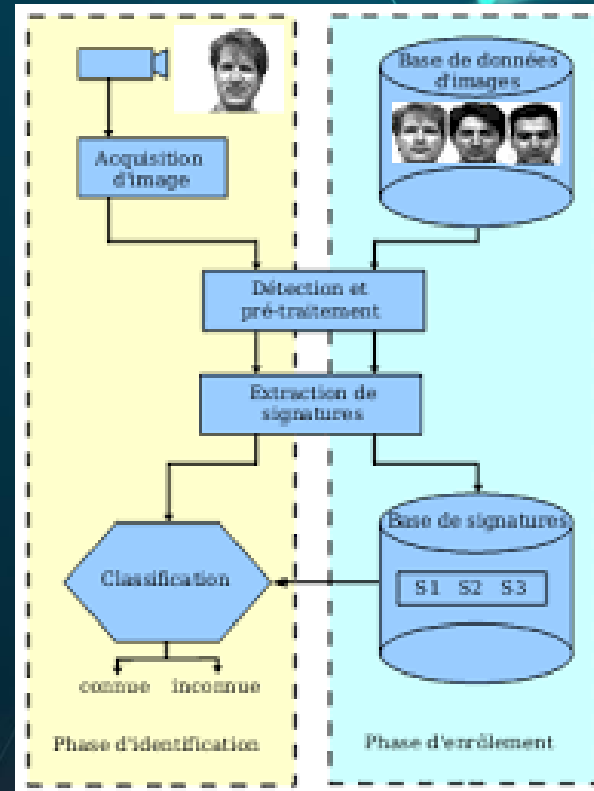 Base de données
d'images
Acquisition
d'image
Détection et
pré-traitement
Extraction de
signatures
Base de signatures
Classification
S1 S2 S3
connue inconnue
Phase d'identification
Phase d'enrôlement